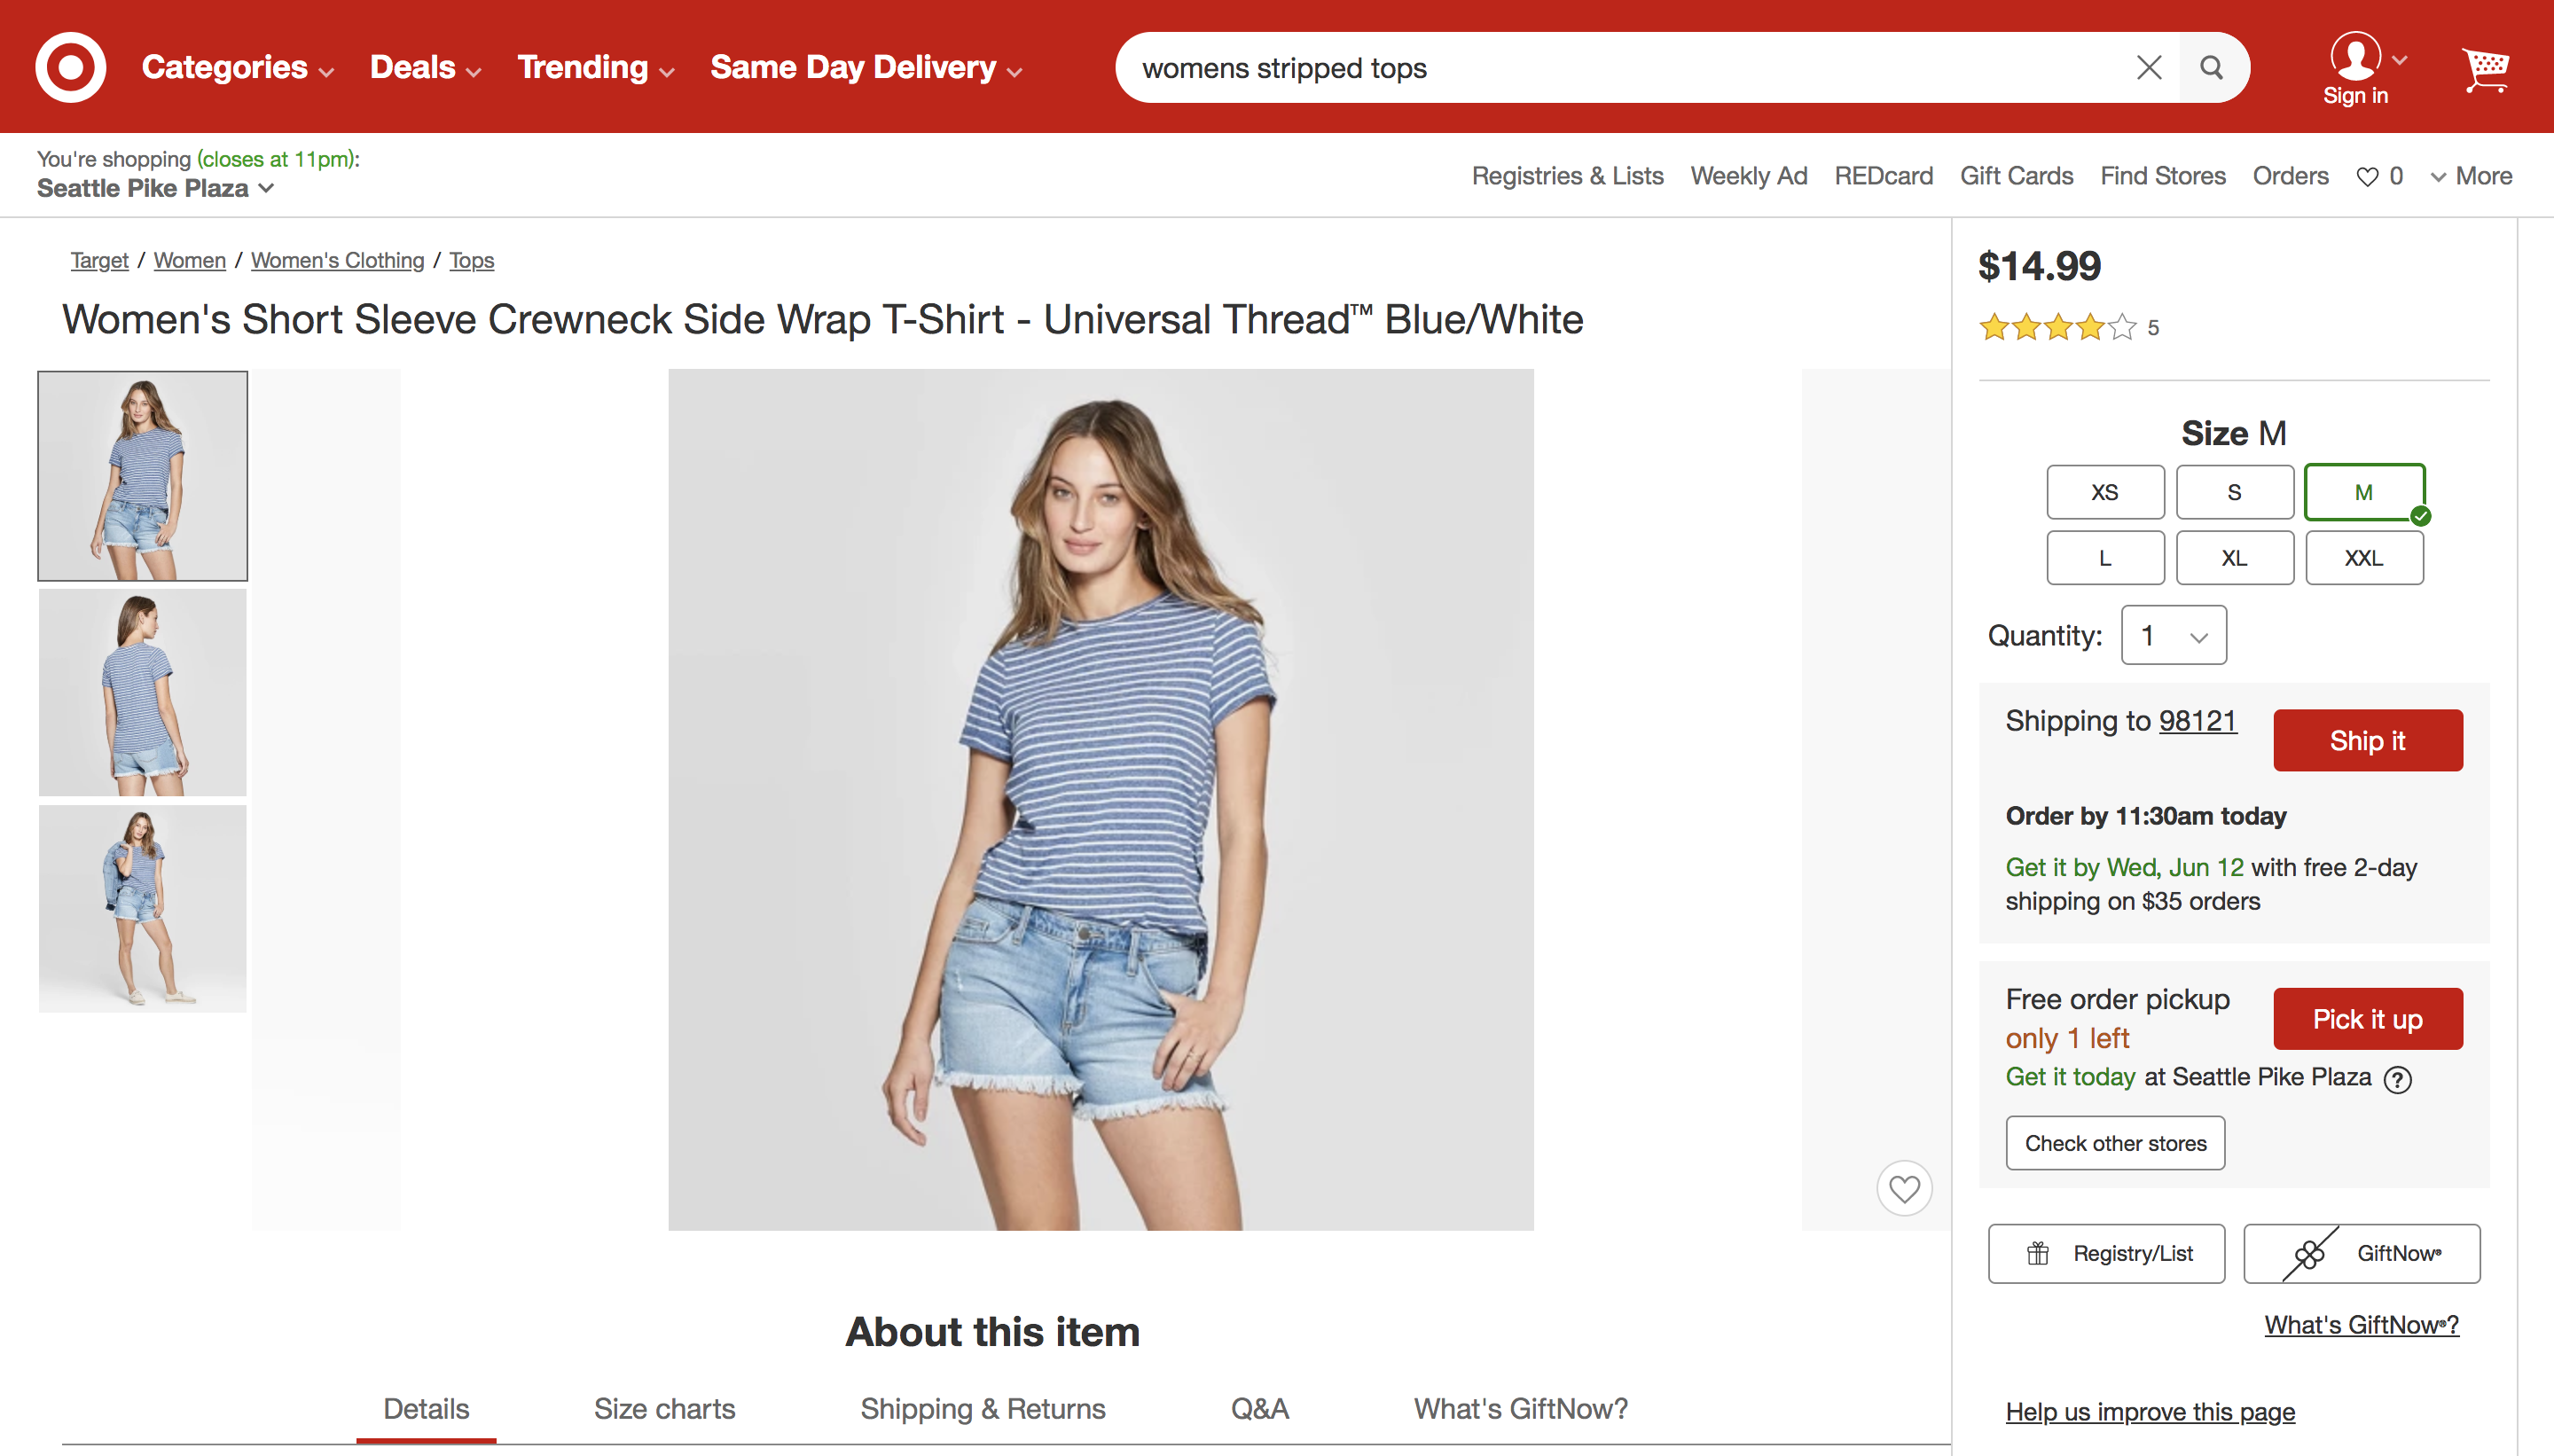 Categories Deals Trending Same Day Delivery
womens stripped tops
Sign in
You're shopping (closes at 11pm):
Seattle Pike Plaza
Registries & Lists Weekly Ad REDcard Gift Cards Find Stores Orders 0 More
Target / Women / Women's Clothing / Tops
Women's Short Sleeve Crewneck Side Wrap T-Shirt - Universal Thread™ Blue/White
$14.99
5
Size M
XS S M
L XL XXL
Quantity: 1
Shipping to 98121
Ship it
Order by 11:30am today
Get it by Wed, Jun 12 with free 2-day
shipping on $35 orders
Free order pickup
only 1 left
Pick it up
Get it today at Seattle Pike Plaza ?
Check other stores
Registry/List
GiftNow®
What's GiftNow®?
Help us improve this page
About this item
Details Size charts Shipping & Returns Q&A What's GiftNow?